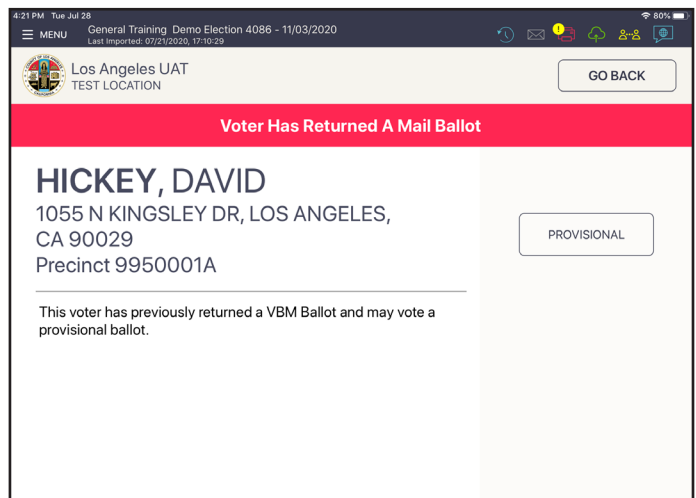 4:21 PM Tue Jul 28
80%
MENU
General Training Demo Election 4086 - 11/03/2020
Last Imported: 07/21/2020, 17:10:29
Los Angeles UAT
TEST LOCATION
GO BACK
Voter Has Returned A Mail Ballot
HICKEY, DAVID
1055 N KINGSLEY DR, LOS ANGELES,
CA 90029
Precinct 9950001A
PROVISIONAL
This voter has previously returned a VBM Ballot and may vote a
provisional ballot.